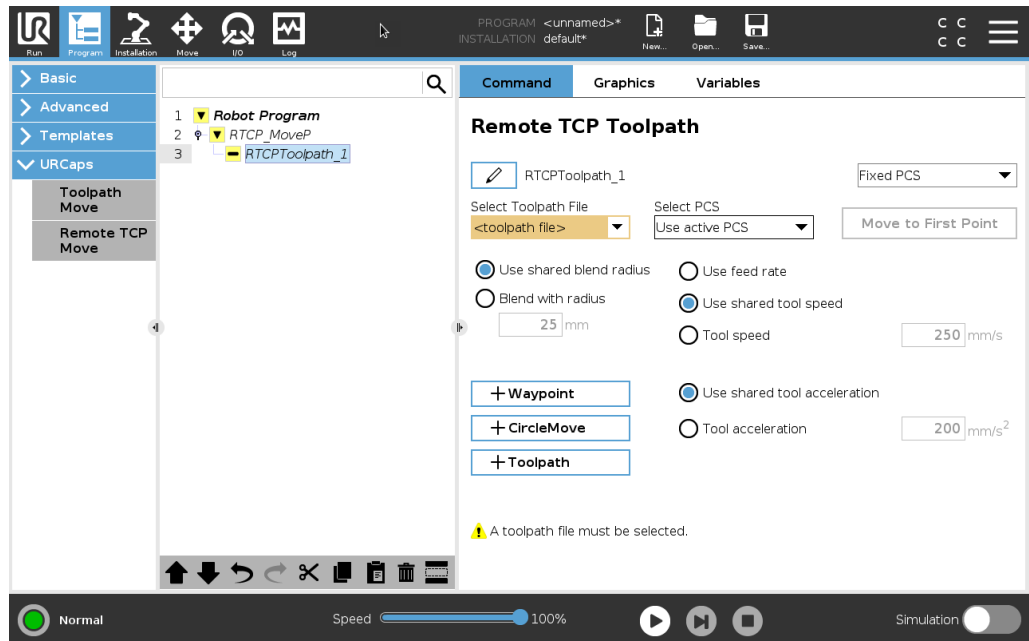 UR
Run
Program
Installation
Move
I/O
Log
PROGRAM <unnamed>*
INSTALLATION default*
New...
Open...
Save...
C C
C C
Basic
Advanced
Templates
URCaps
Toolpath
Move
Remote TCP
Move
1 Robot Program
2 RTCP_MoveP
3 RTCPToolpath_1
Command Graphics Variables
Remote TCP Toolpath
RTCPToolpath_1
Fixed PCS
Select Toolpath File Select PCS
<toolpath file> Use active PCS Move to First Point
Use shared blend radius Use feed rate
Blend with radius Use shared tool speed
25 mm
Tool speed 250 mm/s
+ Waypoint Use shared tool acceleration
+ CircleMove Tool acceleration 200 mm/s²
+ Toolpath
A toolpath file must be selected.
Normal Speed 100% Simulation